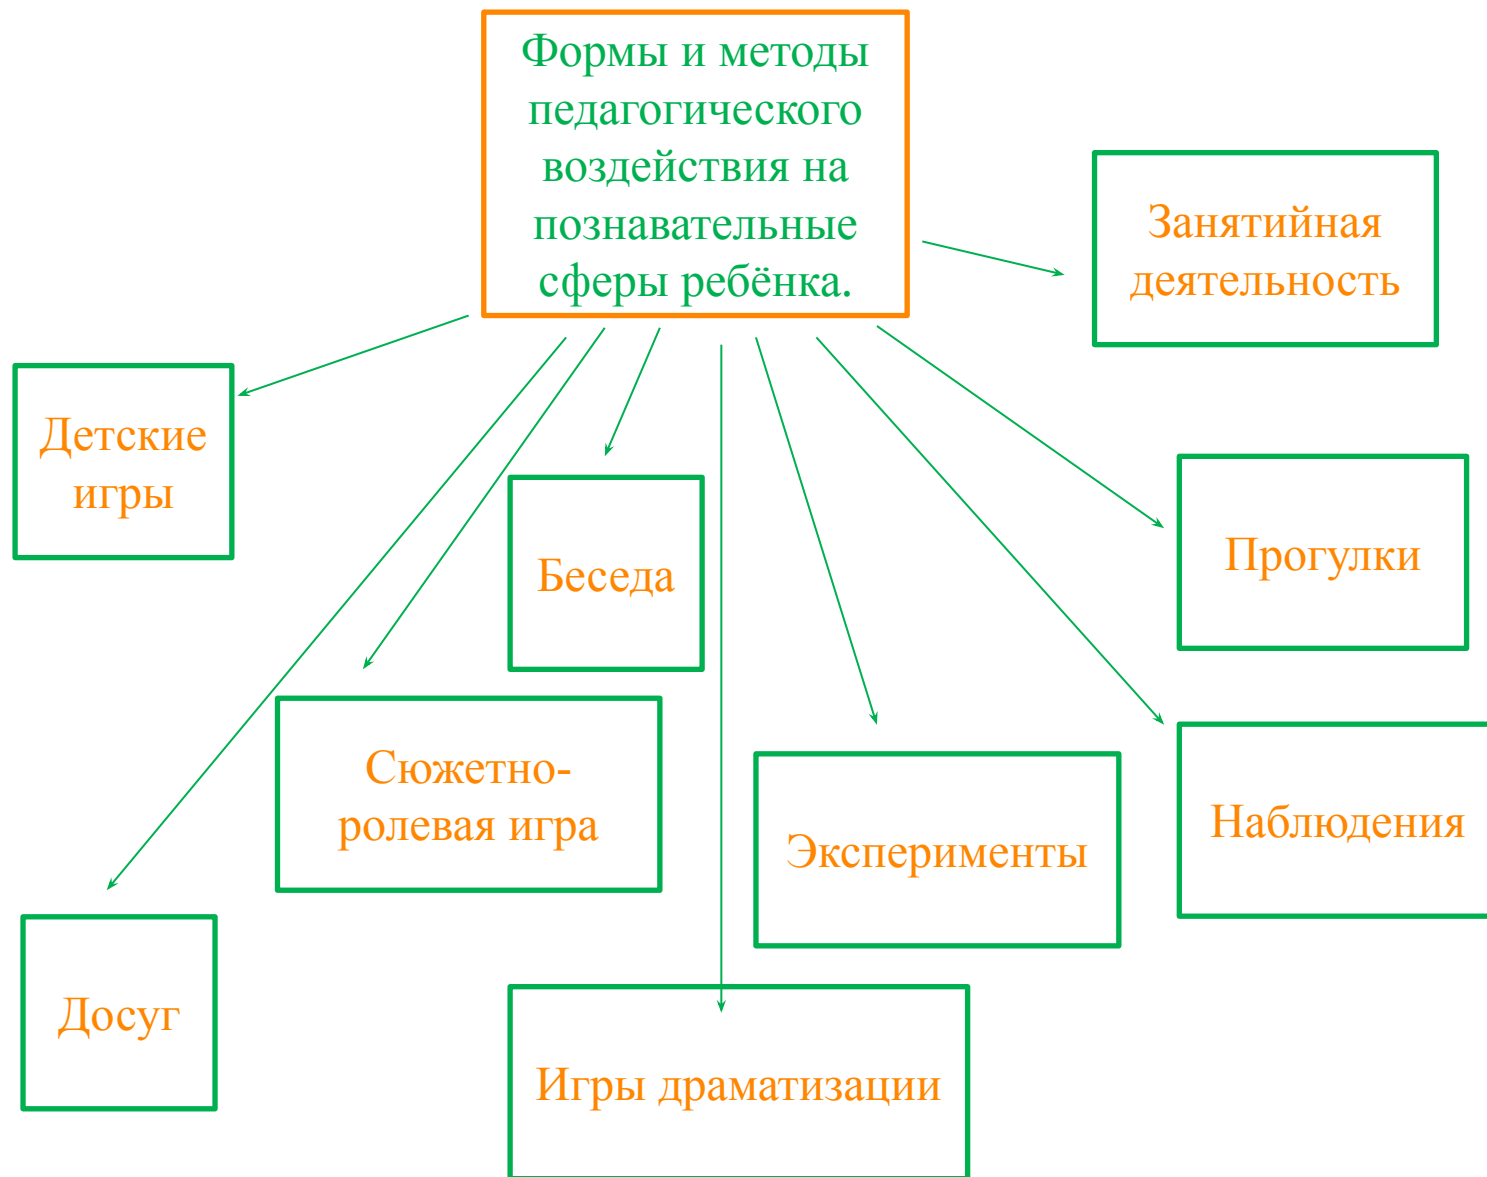 Формы и методы
педагогического
воздействия на
познавательные
сферы ребёнка.
Занятийная
деятельность
Детские
игры
Беседа
Прогулки
Сюжетно-
ролевая игра
Эксперименты
Наблюдения
Досуг
Игры драматизации